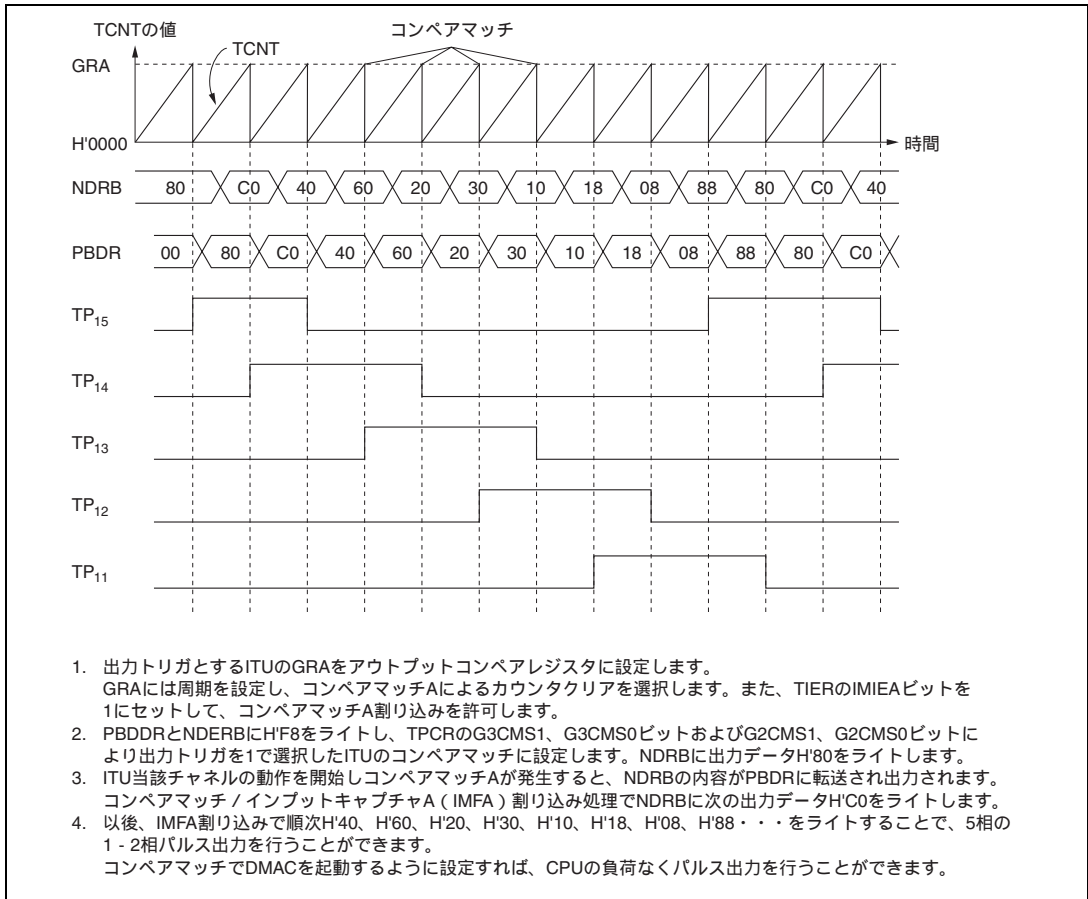 TCNTの値
コンペアマッチ
TCNT
GRA
H'0000
時間
NDRB 80 C0 40 60 20 30 10 18 08 88 80 C0 40
PBDR 00 80 C0 40 60 20 30 10 18 08 88 80 C0
TP15
TP14
TP13
TP12
TP11
1. 出力トリガとするITUのGRAをアウトプットコンペアレジスタに設定します。
GRAには周期を設定し、コンペアマッチAによるカウンタクリアを選択します。また、TIERのIMIEAビットを
1にセットして、コンペアマッチA割り込みを許可します。
2. PBDDRとNDERBにH'F8をライトし、TPCRのG3CMS1、G3CMS0ビットおよびG2CMS1、G2CMS0ビットに
より出力トリガを1で選択したITUのコンペアマッチに設定します。NDRBに出力データH'80をライトします。
3. ITU当該チャネルの動作を開始しコンペアマッチAが発生すると、NDRBの内容がPBDRに転送され出力されます。
コンペアマッチ / インプットキャプチャA ( IMFA ) 割り込み処理でNDRBに次の出力データH'C0をライトします。
4. 以後、IMFA割り込みで順次H'40、H'60、H'20、H'30、H'10、H'18、H'08、H'88・・・をライトすることで、5相の
1 - 2相パルス出力を行うことができます。
コンペアマッチでDMACを起動するように設定すれば、CPUの負荷なくパルス出力を行うことができます。